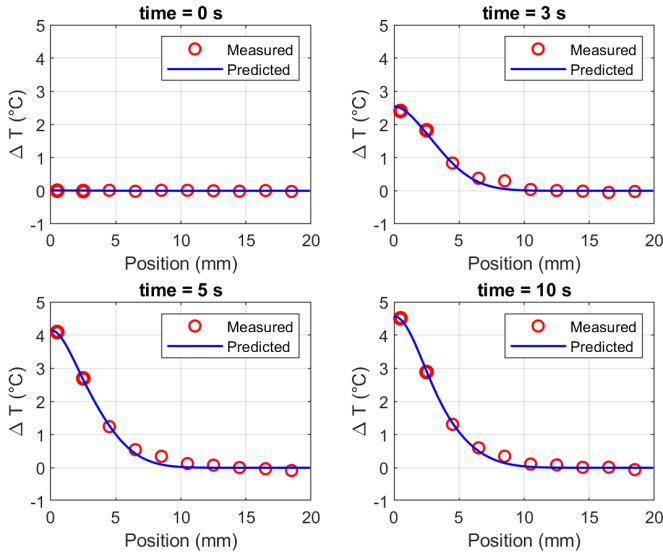 time = 0 s
5
4
3
2
1
0
-1
Δ T (°C)
Measured
Predicted
0 5 10 15 20
Position (mm)
time = 3 s
5
4
3
2
1
0
-1
Δ T (°C)
Measured
Predicted
0 5 10 15 20
Position (mm)
time = 5 s
5
4
3
2
1
0
-1
Δ T (°C)
Measured
Predicted
0 5 10 15 20
Position (mm)
time = 10 s
5
4
3
2
1
0
-1
Δ T (°C)
Measured
Predicted
0 5 10 15 20
Position (mm)